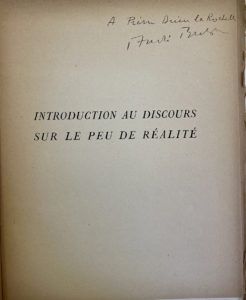 A Pierre Drieu la Rochelle
André Breton
INTRODUCTION AU DISCOURS
SUR LE PEU DE RÉALITÉ